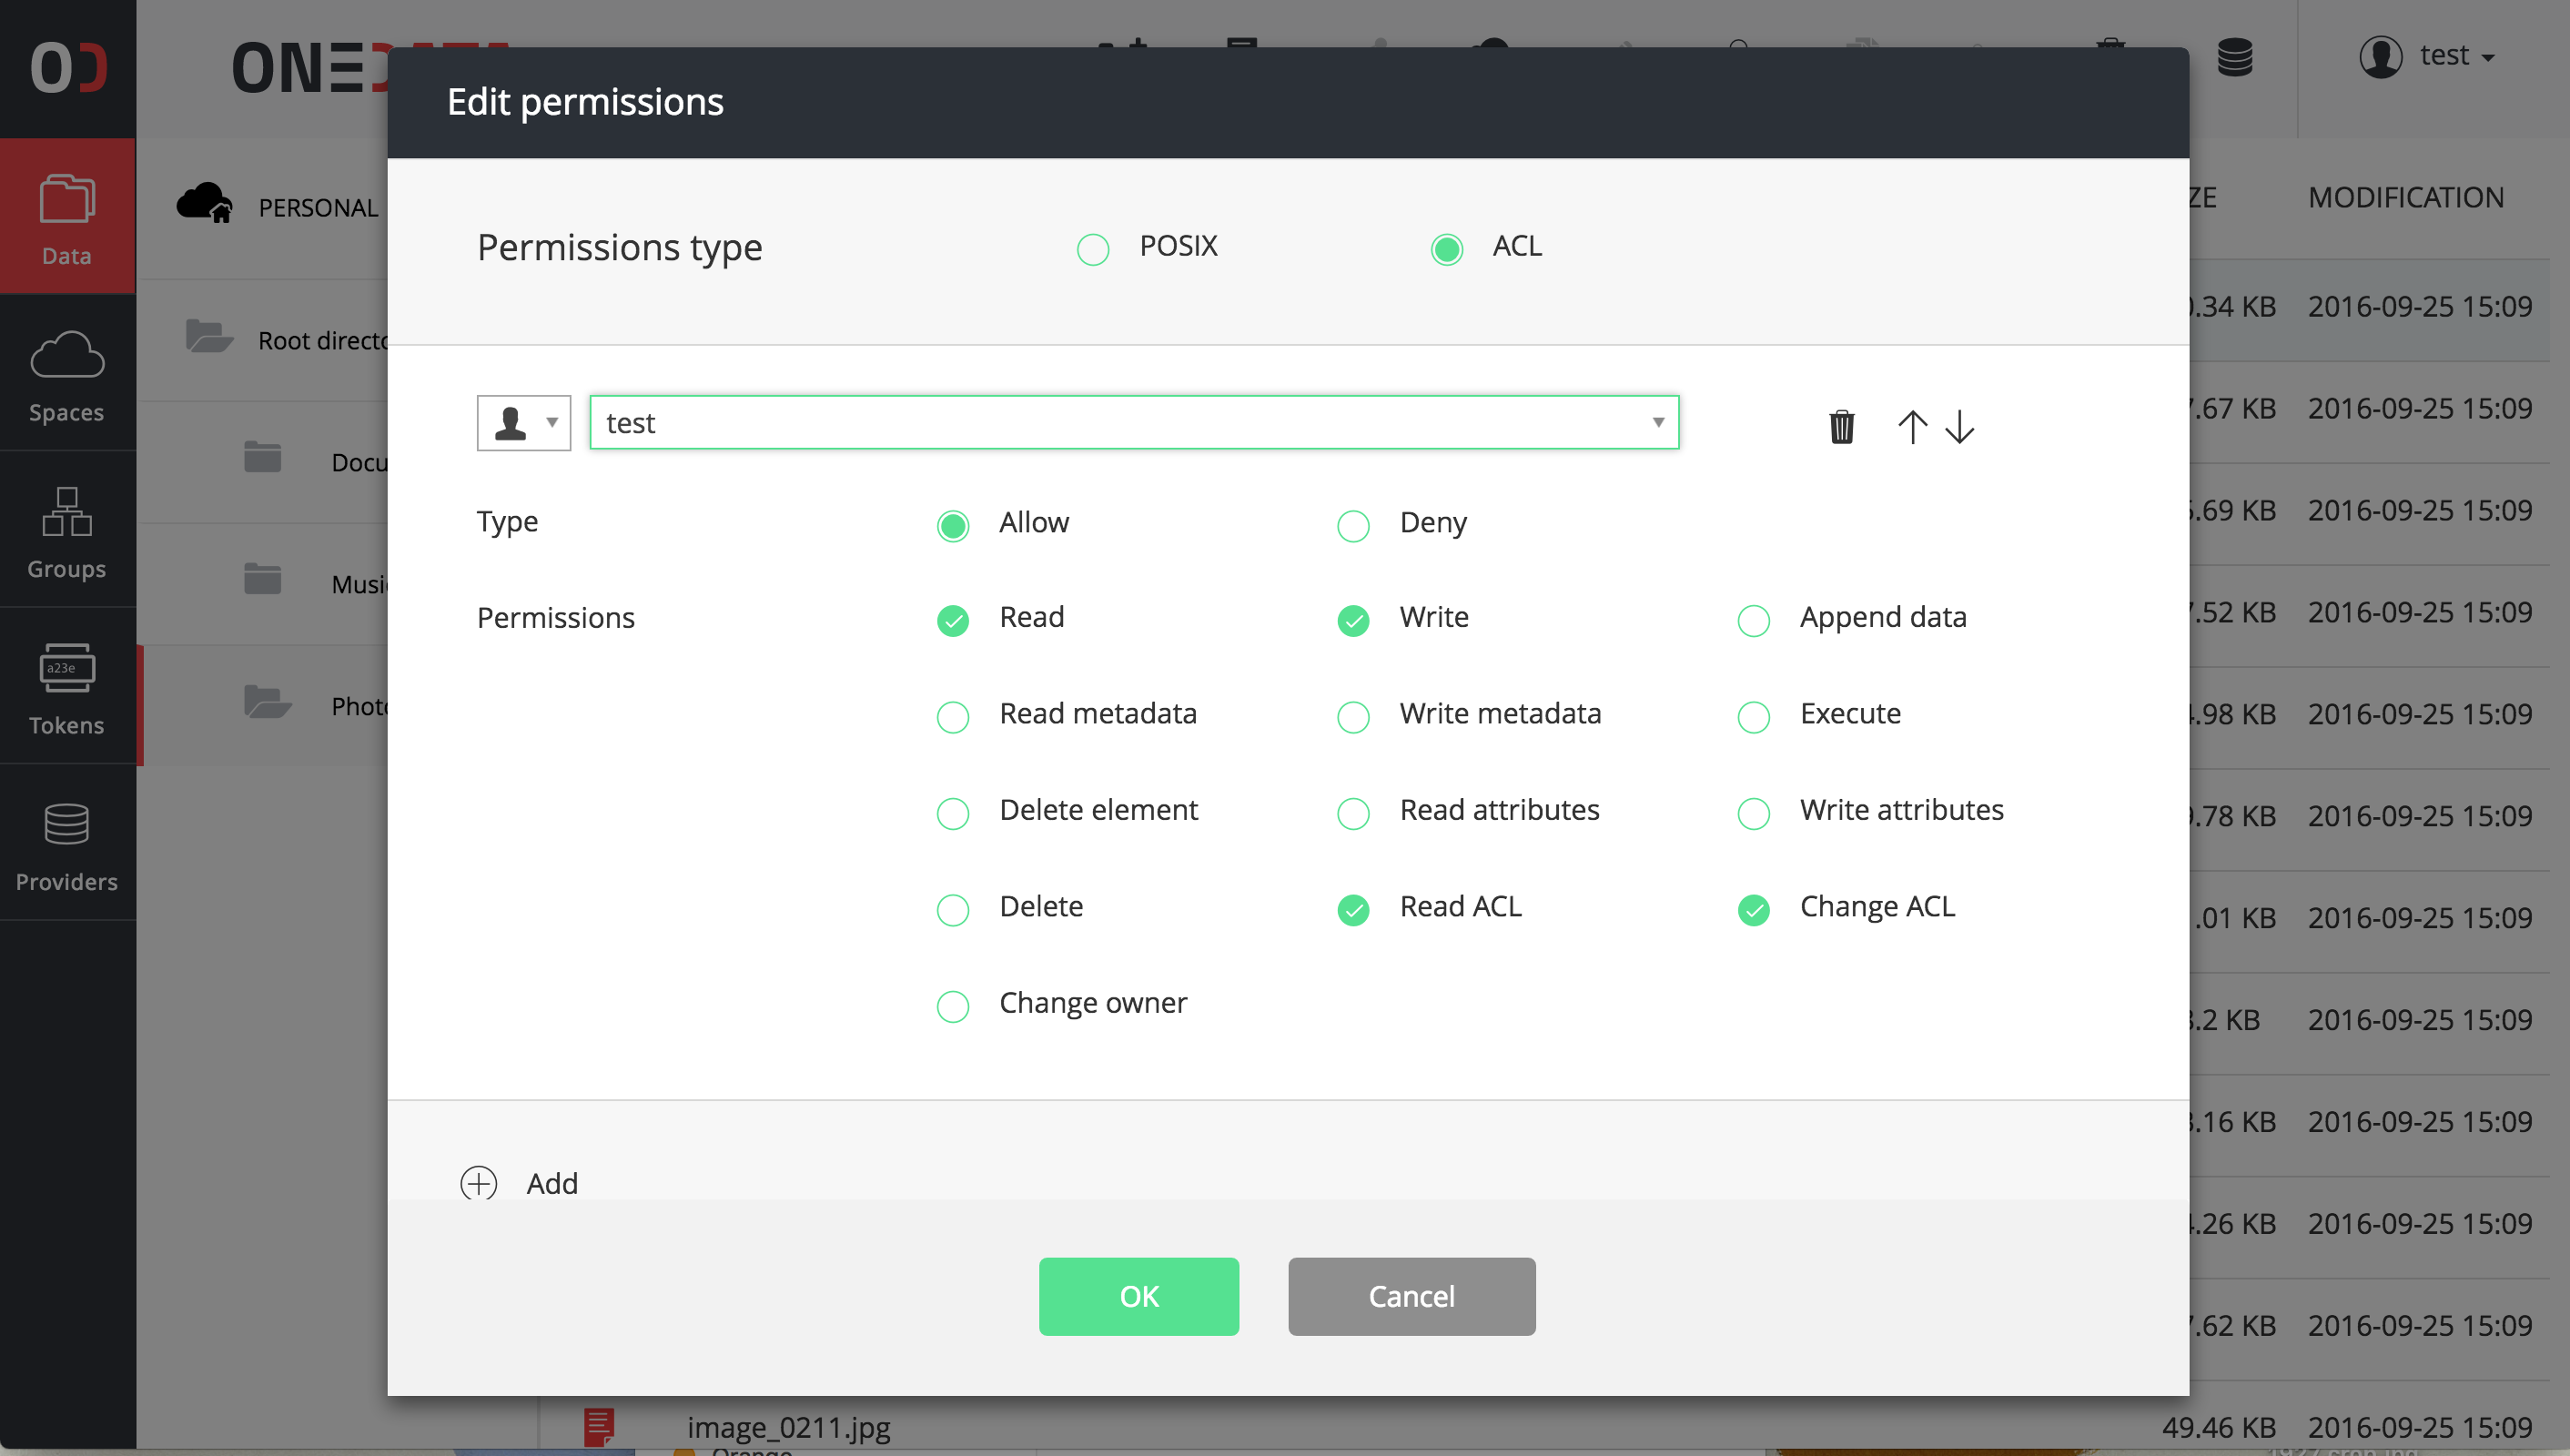 OD
ONEDATA
test
Edit permissions
PERSONAL
MODIFICATION
Data
Permissions type
POSIX
ACL
.34 KB 2016-09-25 15:09
Root
Spaces
test
.67 KB 2016-09-25 15:09
Type
Allow
Deny
.69 KB 2016-09-25 15:09
Groups
Permissions
Read
Write
Append data
.52 KB 2016-09-25 15:09
a23e
Tokens
Read metadata
Write metadata
Execute
.98 KB 2016-09-25 15:09
Delete element
Read attributes
Write attributes
.78 KB 2016-09-25 15:09
Providers
Delete
Read ACL
Change ACL
.01 KB 2016-09-25 15:09
Change owner
.2 KB 2016-09-25 15:09
.16 KB 2016-09-25 15:09
Add
.26 KB 2016-09-25 15:09
OK
Cancel
.62 KB 2016-09-25 15:09
image_0211.jpg
49.46 KB 2016-09-25 15:09